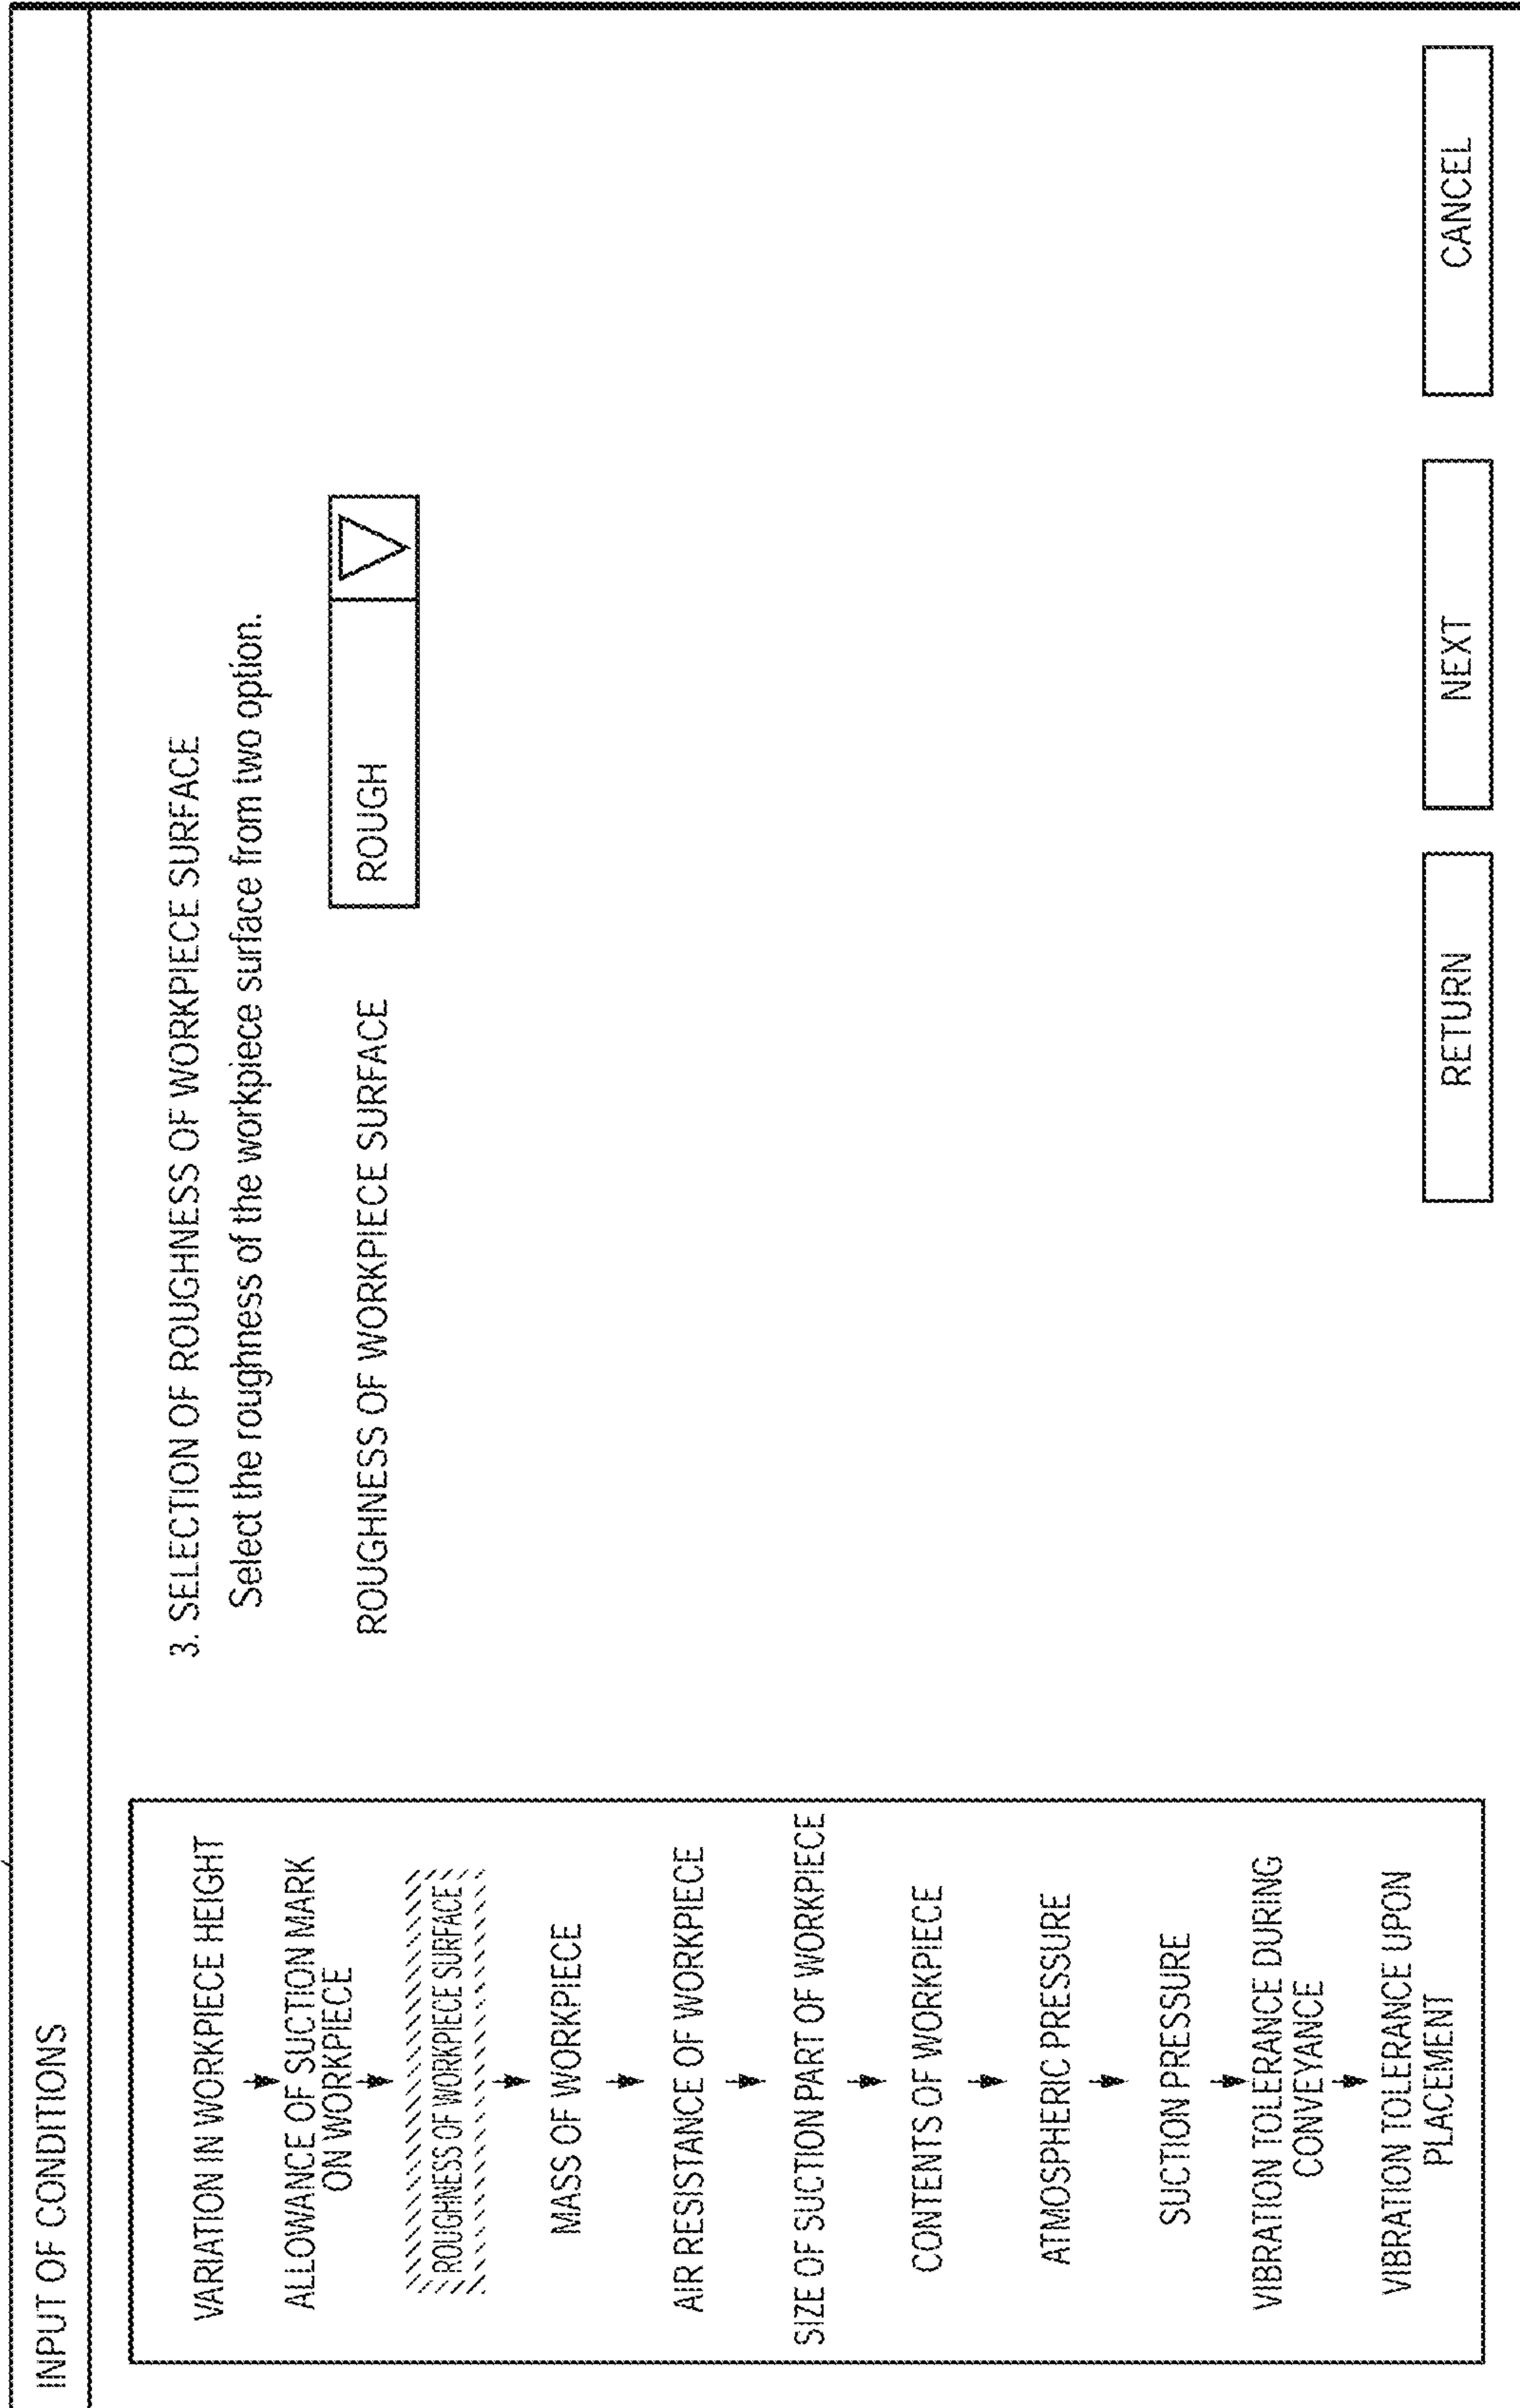 INPUT OF CONDITIONS
VARIATION IN WORKPIECE HEIGHT
ALLOWANCE OF SUCTION MARK
ON WORKPIECE
ROUGHNESS OF WORKPIECE SURFACE
MASS OF WORKPIECE
AIR RESISTANCE OF WORKPIECE
SIZE OF SUCTION PART OF WORKPIECE
CONTENTS OF WORKPIECE
ATMOSPHERIC PRESSURE
SUCTION PRESSURE
VIBRATION TOLERANCE DURING
CONVEYANCE
VIBRATION TOLERANCE UPON
PLACEMENT
3. SELECTION OF ROUGHNESS OF WORKPIECE SURFACE
Select the roughness of the workpiece surface from two option.
ROUGHNESS OF WORKPIECE SURFACE
ROUGH
RETURN
NEXT
CANCEL